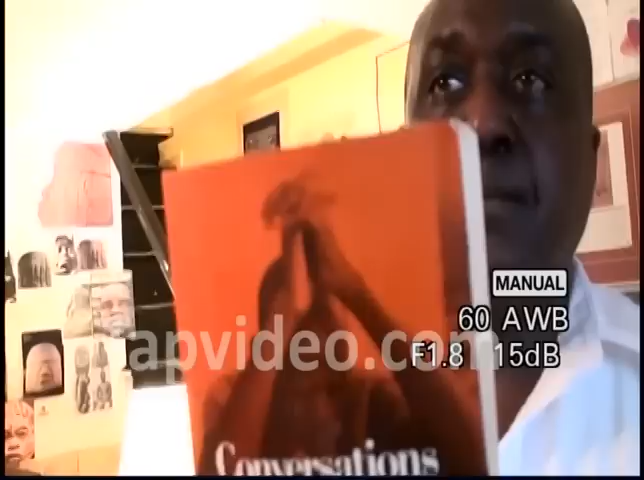 MANUAL
60 AWB
F1.8 15dB
apvideo.com
Conversations